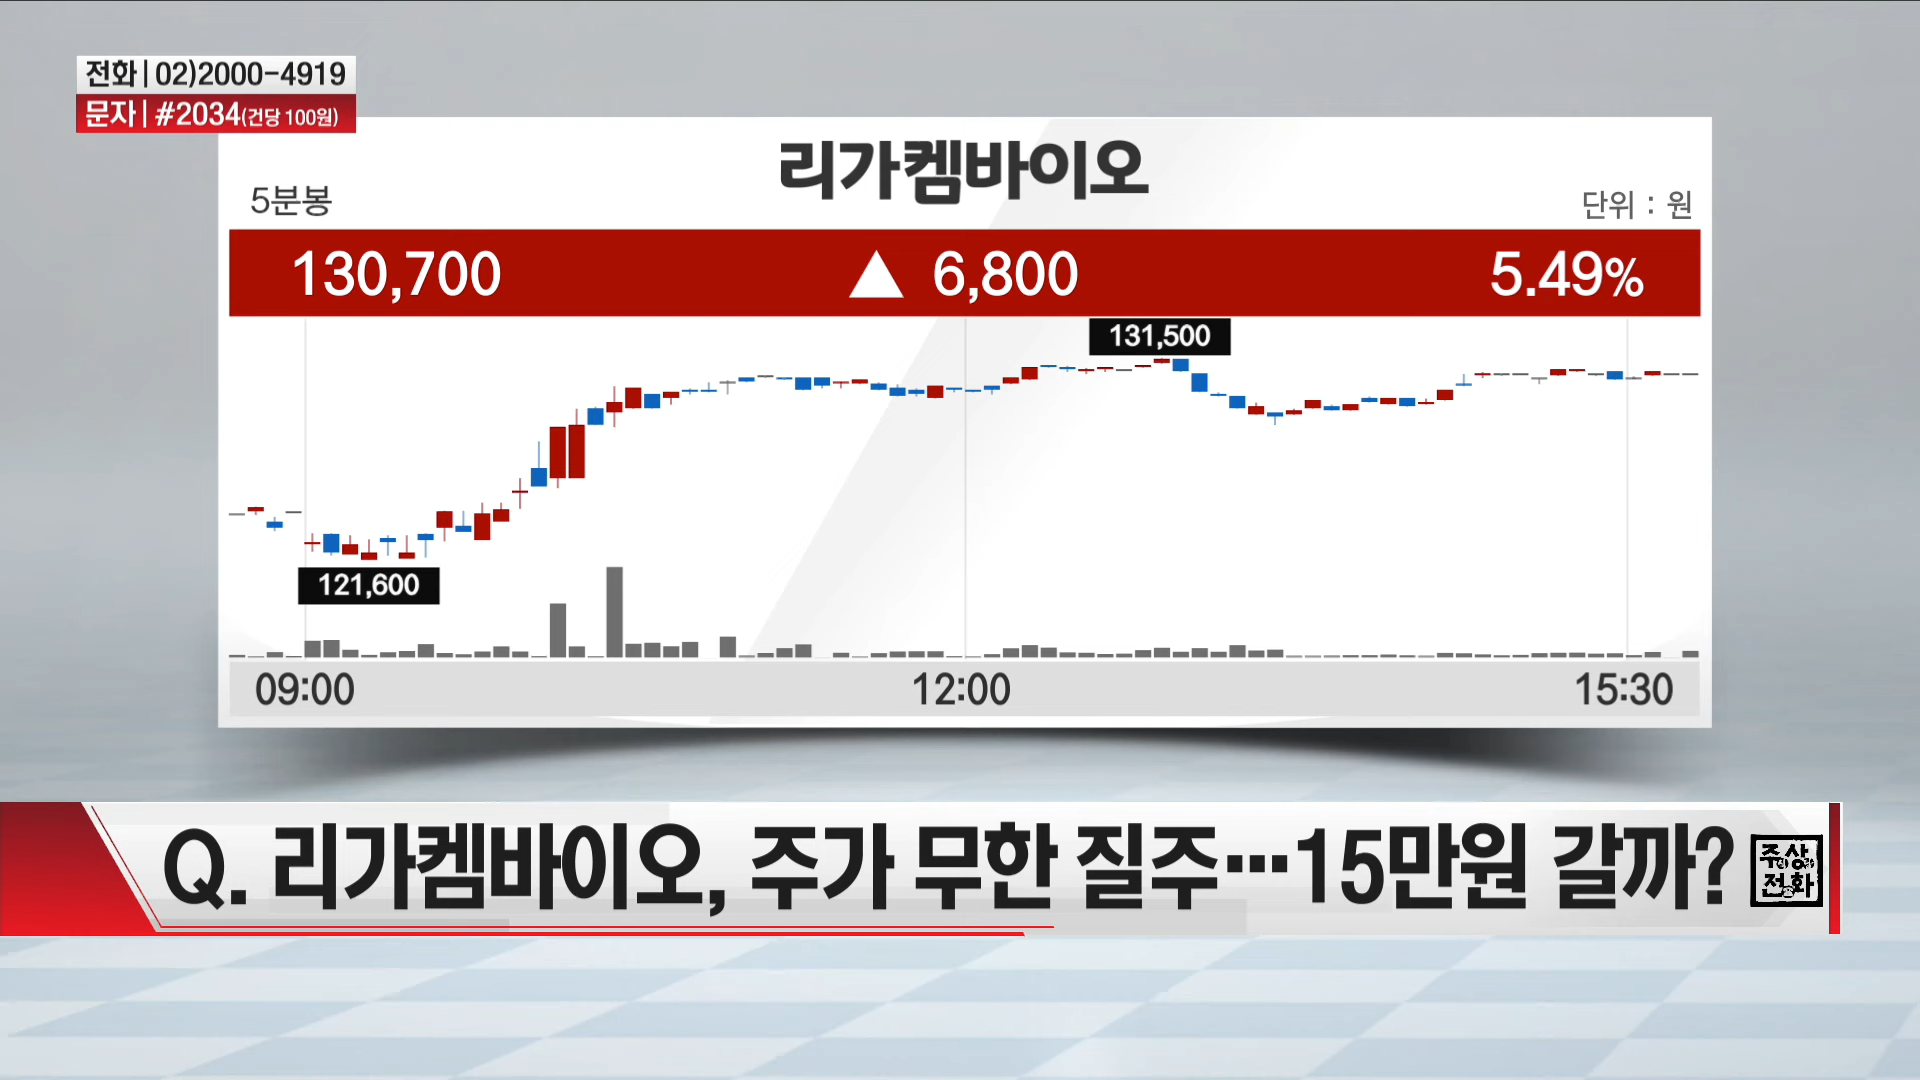 전화 | 02)2000-4919
문자 | #2034(건당 100원)
리가켐바이오
5분봉
단위 : 원
130,700 ▲ 6,800 5.49%
131,500
121,600
09:00 12:00 15:30
Q. 리가켐바이오, 주가 무한 질주…15만원 갈까?
주상
전화